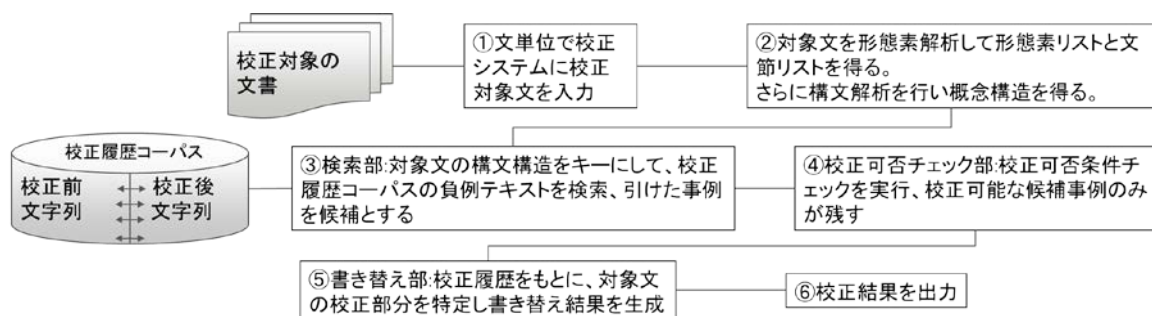 校正対象の
文書
①文単位で校正
システムに校正
対象文を入力
②対象文を形態素解析して形態素リストと文
節リストを得る。
さらに構文解析を行い概念構造を得る。
校正履歴コーパス
校正前
文字列
校正後
文字列
③検索部:対象文の構文構造をキーにして、校正
履歴コーパスの負例テキストを検索、引けた事例
を候補とする
④校正可否チェック部:校正可否条件チ
ェックを実行、校正可能な候補事例のみ
が残す
⑤書き替え部:校正履歴をもとに、対象文
の校正部分を特定し書き替え結果を生成
⑥校正結果を出力